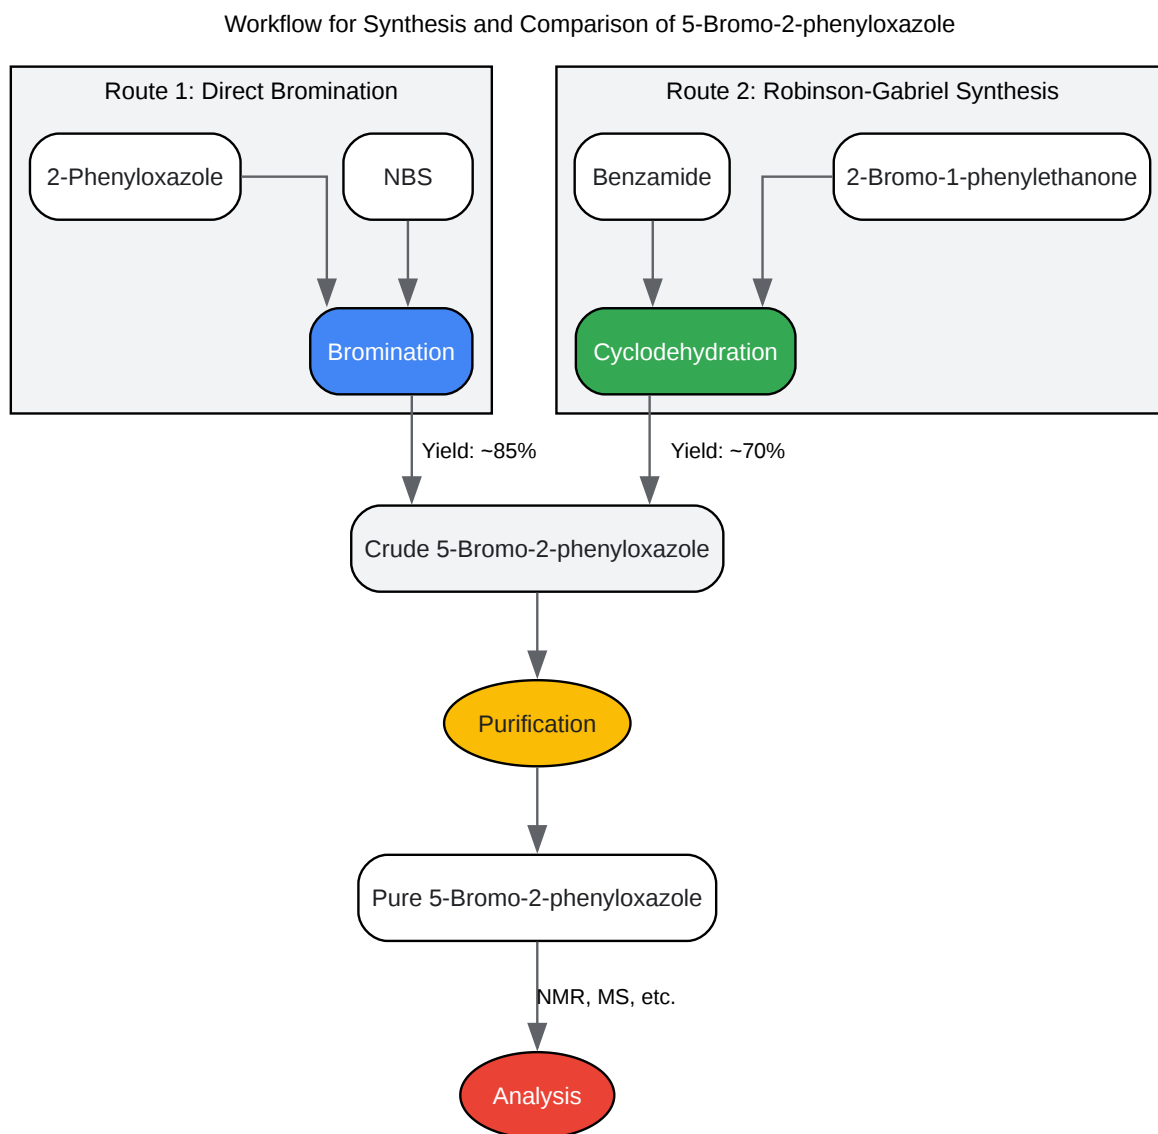 Workflow for Synthesis and Comparison of 5-Bromo-2-phenyloxazole
Route 1: Direct Bromination
2-Phenyloxazole
NBS
Bromination
Route 2: Robinson-Gabriel Synthesis
Benzamide
2-Bromo-1-phenylethanone
Cyclodehydration
Yield: ~85%
Yield: ~70%
Crude 5-Bromo-2-phenyloxazole
Purification
Pure 5-Bromo-2-phenyloxazole
NMR, MS, etc.
Analysis